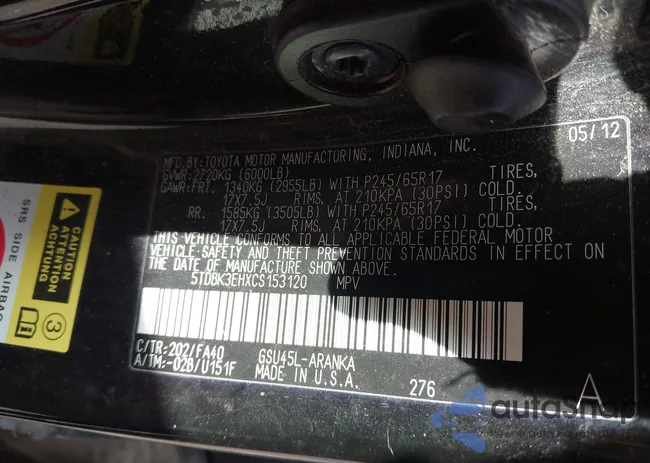 05/12
MFD.BY:TOYOTA MOTOR MANUFACTURING, INDIANA, INC.
GVWR:2720KG (6000LB)
GAWR:FRT. 1340KG (2955LB) WITH P245/65R17 TIRES,
17X7.5J RIMS, AT 210KPA (30PSI) COLD.
RR. 1585KG (3505LB) WITH P245/65R17 TIRES,
17X7.5J RIMS, AT 210KPA (30PSI) COLD.
THIS VEHICLE CONFORMS TO ALL APPLICABLE FEDERAL MOTOR
VEHICLE SAFETY AND THEFT PREVENTION STANDARDS IN EFFECT ON
THE DATE OF MANUFACTURE SHOWN ABOVE.
5TDBK3EHXCS153120 MPV
C/TR:202/FA40 GSU45L-ARANKA
A/TM:-02B/U151F MADE IN U.S.A. 276
A
CAUTION
ATTENTION
3
SRS SIDE AIRBAG
autashop